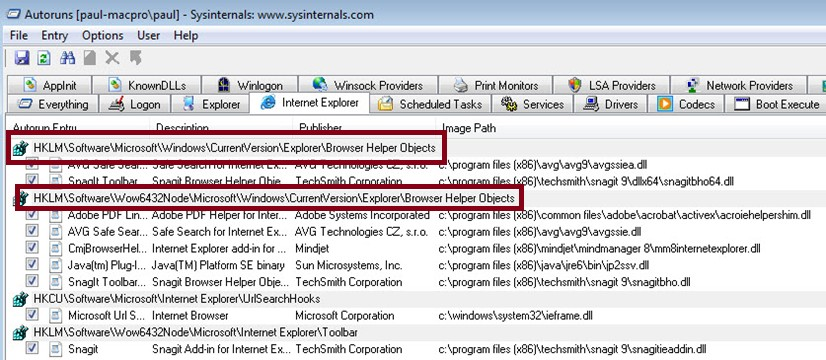 Autoruns [paul-macpro\paul] - Sysinternals: www.sysinternals.com
File Entry Options User Help
AppInit KnownDLLs Winlogon Winsock Providers Print Monitors LSA Providers Network Providers
Everything Logon Explorer Internet Explorer Scheduled Tasks Services Drivers Codecs Boot Execute
Autorun Entry Description Publisher Image Path
HKLM\Software\Microsoft\Windows\CurrentVersion\Explorer\Browser Helper Objects
AVG Safe Sear... Safe Search for Internet Ex... AVG Technologies CZ, s.r.o. c:\program files (x86)\avg\avg9\avgssiea.dll
SnagIt Toolbar... Snagit Browser Helper Obje... TechSmith Corporation c:\program files (x86)\techsmith\snagit 9\dllx64\snagitbho64.dll
HKLM\Software\Wow6432Node\Microsoft\Windows\CurrentVersion\Explorer\Browser Helper Objects
Adobe PDF Lin... Adobe PDF Helper for Inter... Adobe Systems Incorporated c:\program files (x86)\common files\adobe\acrobat\activex\acroiehelpershim.dll
AVG Safe Sear... Safe Search for Internet Ex... AVG Technologies CZ, s.r.o. c:\program files (x86)\avg\avg9\avgssie.dll
CmjBrowserHel... Internet Explorer add-in for ... Mindjet c:\program files (x86)\mindjet\mindmanager 8\mm8internetexplorer.dll
Java(tm) Plug-I... Java(TM) Platform SE binary Sun Microsystems, Inc. c:\program files (x86)\java\jre6\bin\jp2ssv.dll
SnagIt Toolbar... Snagit Browser Helper Obje... TechSmith Corporation c:\program files (x86)\techsmith\snagit 9\snagitbho.dll
HKCU\Software\Microsoft\Internet Explorer\UrlSearchHooks
Microsoft Url S... Internet Browser Microsoft Corporation c:\windows\system32\ieframe.dll
HKLM\Software\Wow6432Node\Microsoft\Internet Explorer\Toolbar
Snagit Snagit Add-in for Internet Ex... TechSmith Corporation c:\program files (x86)\techsmith\snagit 9\snagitieaddin.dll